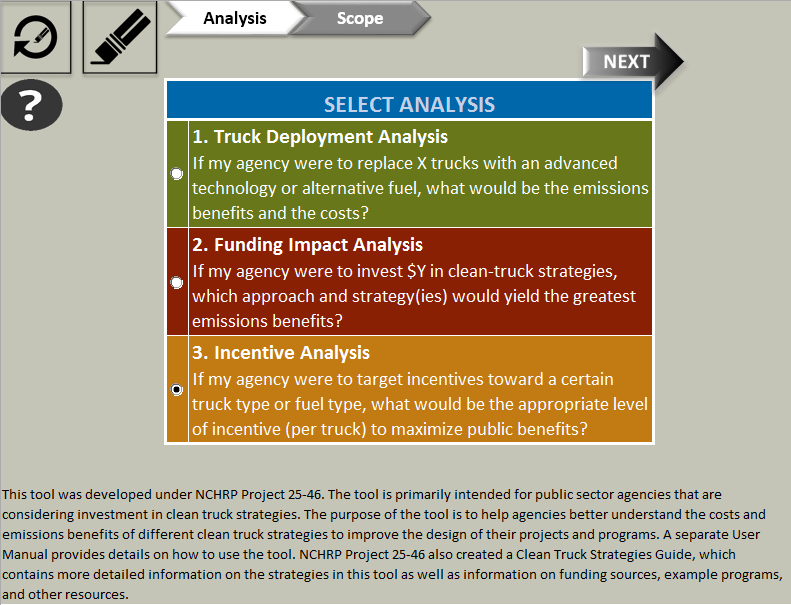 Analysis
Scope
NEXT
?
SELECT ANALYSIS
1. Truck Deployment Analysis
If my agency were to replace X trucks with an advanced
technology or alternative fuel, what would be the emissions
benefits and the costs?
2. Funding Impact Analysis
If my agency were to invest $Y in clean-truck strategies,
which approach and strategy(ies) would yield the greatest
emissions benefits?
3. Incentive Analysis
If my agency were to target incentives toward a certain
truck type or fuel type, what would be the appropriate level
of incentive (per truck) to maximize public benefits?
This tool was developed under NCHRP Project 25-46. The tool is primarily intended for public sector agencies that are
considering investment in clean truck strategies. The purpose of the tool is to help agencies better understand the costs and
emissions benefits of different clean truck strategies to improve the design of their projects and programs. A separate User
Manual provides details on how to use the tool. NCHRP Project 25-46 also created a Clean Truck Strategies Guide, which
contains more detailed information on the strategies in this tool as well as information on funding sources, example programs,
and other resources.